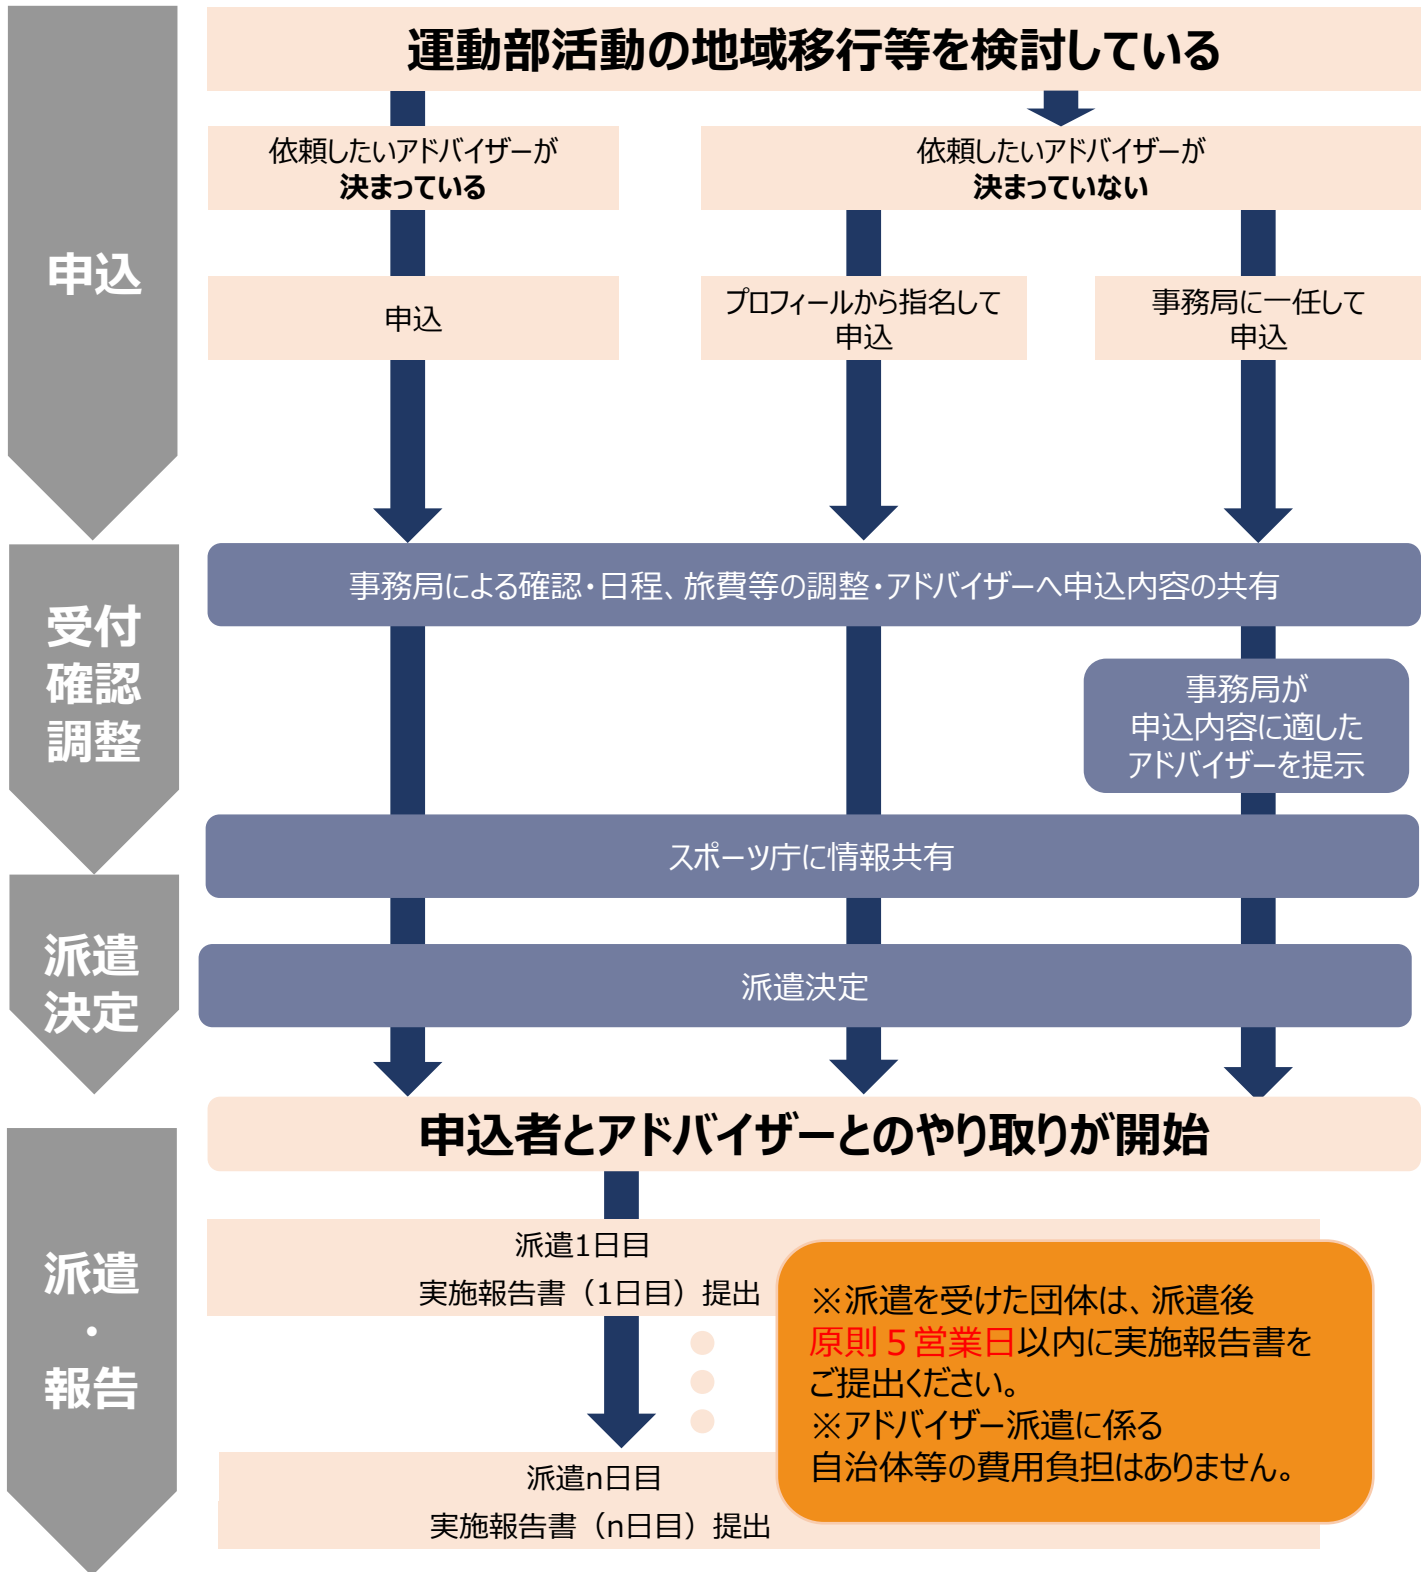 運動部活動の地域移行等を検討している
申込
依頼したいアドバイザーが
決まっている
依頼したいアドバイザーが
決まっていない
申込
プロフィールから指名して
申込
事務局に一任して
申込
受付
確認
調整
事務局による確認・日程、旅費等の調整・アドバイザーへ申込内容の共有
事務局が
申込内容に適した
アドバイザーを提示
スポーツ庁に情報共有
派遣
決定
派遣決定
申込者とアドバイザーとのやり取りが開始
派遣
・
報告
派遣1日目
実施報告書（1日目）提出
派遣n日目
実施報告書（n日目）提出
※派遣を受けた団体は、派遣後
原則５営業日以内に実施報告書を
ご提出ください。
※アドバイザー派遣に係る
自治体等の費用負担はありません。